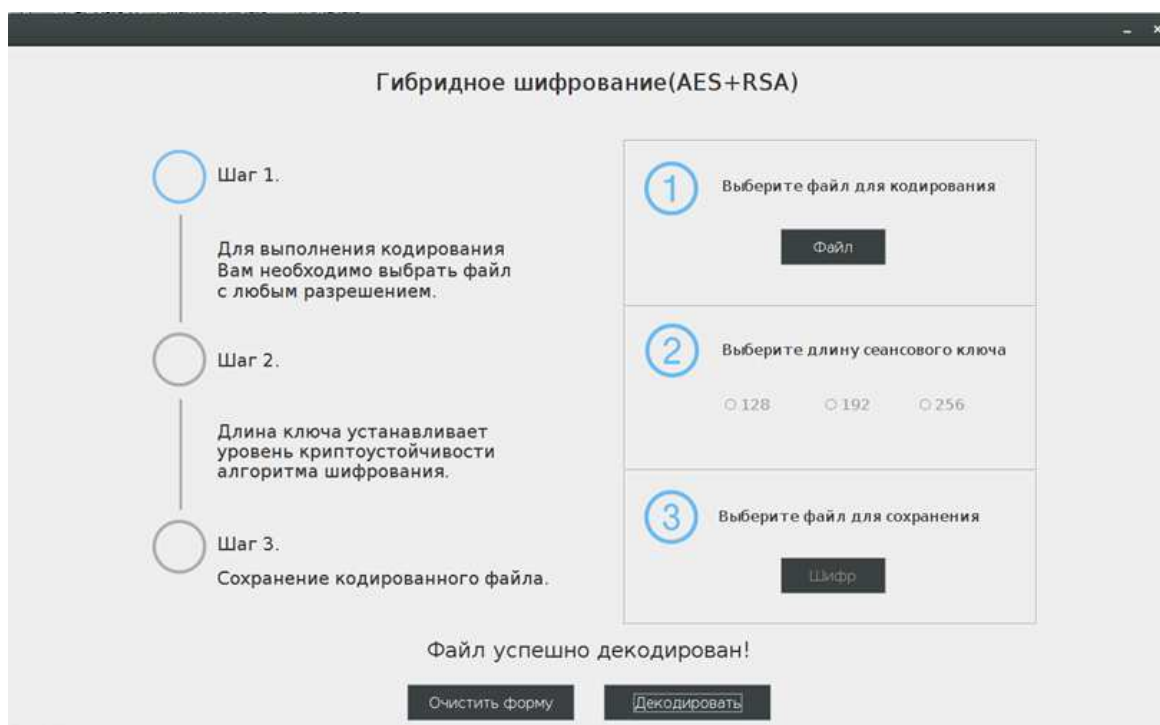 Гибридное шифрование(AES+RSA)
Шаг 1.
Для выполнения кодирования
Вам необходимо выбрать файл
с любым разрешением.
Шаг 2.
Длина ключа устанавливает
уровень криптоустойчивости
алгоритма шифрования.
Шаг 3.
Сохранение кодированного файла.
1
Выберите файл для кодирования
Файл
2
Выберите длину сеансового ключа
128 192 256
3
Выберите файл для сохранения
Шифр
Файл успешно декодирован!
Очистить форму Декодировать